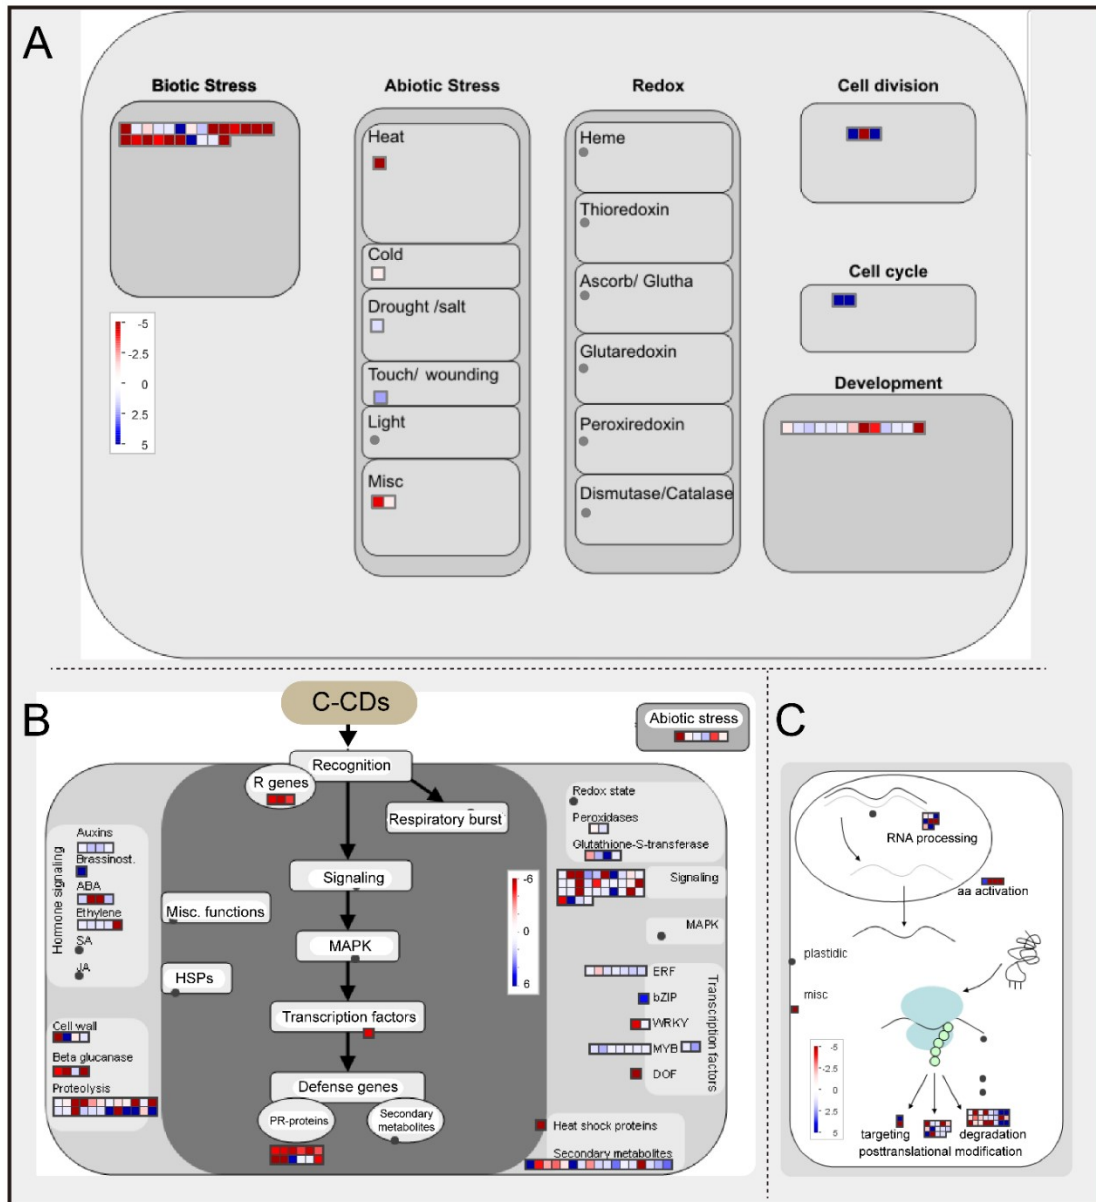 A
Biotic Stress
Abiotic Stress
Redox
Cell division
Heat
Cold
Drought /salt
Touch/ wounding
Light
Misc
Heme
Thioredoxin
Ascorb/ Glutha
Glutaredoxin
Peroxiredoxin
Dismutase/Catalase
Cell cycle
Development
-5
-2.5
0
2.5
5
B
C-CDs
Abiotic stress
Recognition
R genes
Respiratory burst
Signaling
Misc. functions
MAPK
HSPs
Transcription factors
Defense genes
PR-proteins
Secondary
metabolites
Hormone signaling
Auxins
Brassinost.
ABA
Ethylene
SA
JA
Cell wall
Beta glucanase
Proteolysis
-6
0
6
Redox state
Peroxidases
Glutathione-S-transferase
Signaling
MAPK
ERF
bZIP
WRKY
MYB
DOF
Transcription factors
Heat shock proteins
Secondary metabolites
C
RNA processing
aa activation
plastidic
misc
-5
-2.5
0
2.5
5
targeting
degradation
posttranslational modification